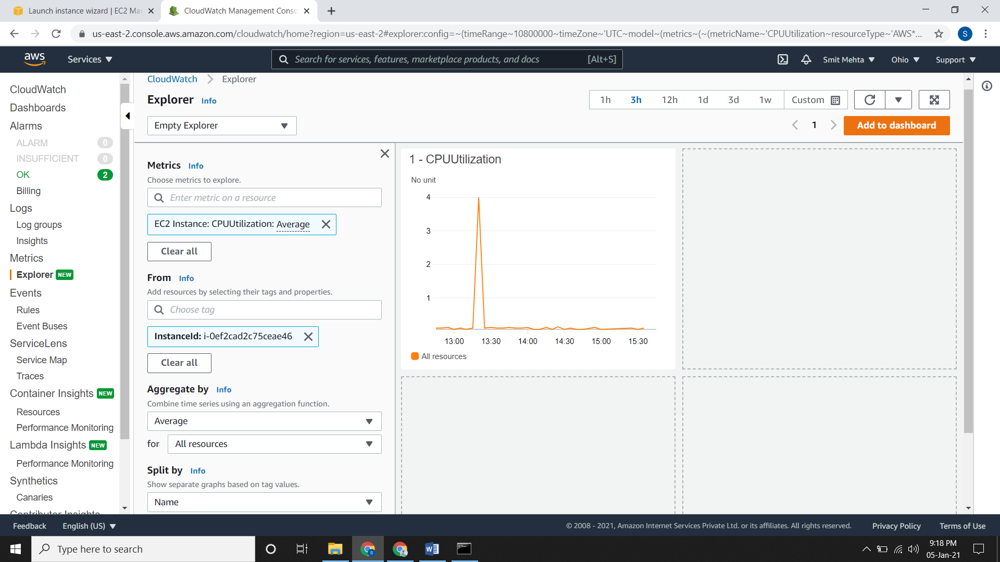 Launch instance wizard | EC2 Mar
CloudWatch Management Conso
us-east-2.console.aws.amazon.com/cloudwatch/home?region=us-east-2#explorer:config=~(timeRange~10800000~timeZone~'UTC~model~(metrics~(~(metricName~'CPUUtilization~resourceType~'AWS*...
S
aws
Services
Search for services, features, marketplace products, and docs
[Alt+S]
Smit Mehta
Ohio
Support
CloudWatch
Dashboards
Alarms
ALARM 0
INSUFFICIENT 0
OK 2
Billing
Logs
Log groups
Insights
Metrics
Explorer NEW
Events
Rules
Event Buses
ServiceLens
Service Map
Traces
Container Insights NEW
Resources
Performance Monitoring
Lambda Insights NEW
Performance Monitoring
Synthetics
Canaries
Contributor Insights
CloudWatch > Explorer
Explorer Info
1h 3h 12h 1d 3d 1w Custom
Empty Explorer
1
Add to dashboard
Metrics Info
Choose metrics to explore.
Enter metric on a resource
EC2 Instance: CPUUtilization: Average
Clear all
From Info
Add resources by selecting their tags and properties.
Choose tag
InstanceId: i-0ef2cad2c75ceae46
Clear all
Aggregate by Info
Combine time series using an aggregation function.
Average
for All resources
Split by Info
Show separate graphs based on tag values.
Name
1 - CPUUtilization
No unit
4
3
2
1
13:00 13:30 14:00 14:30 15:00 15:30
All resources
Feedback
English (US)
© 2008 - 2021, Amazon Internet Services Private Ltd. or its affiliates. All rights reserved.
Privacy Policy
Terms of Use
Type here to search
S
9:18 PM
05-Jan-21